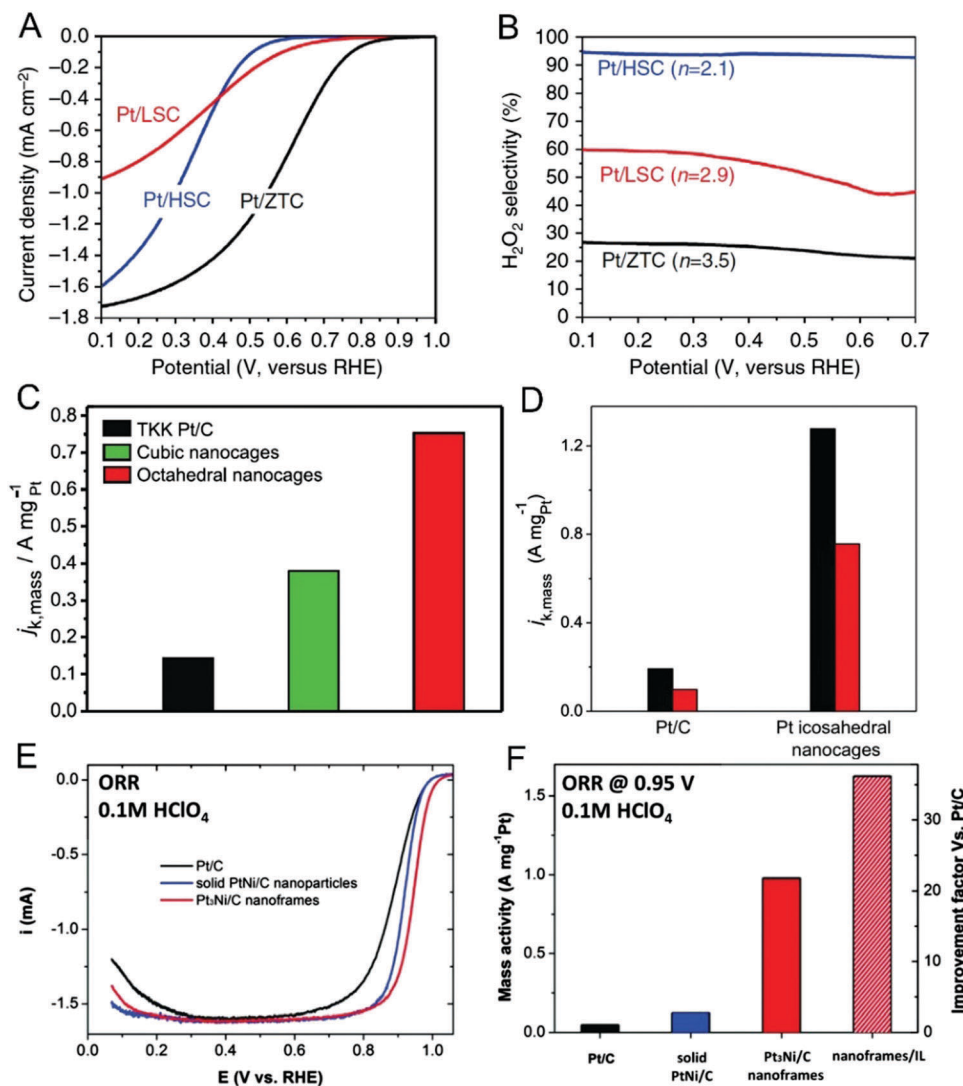 A
0.0
−0.2
−0.4
−0.6
−0.8
−1.0
−1.2
−1.4
−1.6
−1.8
Current density (mA cm−2)
Pt/LSC
Pt/HSC
Pt/ZTC
0.1 0.2 0.3 0.4 0.5 0.6 0.7 0.8 0.9 1.0
Potential (V, versus RHE)
B
100
90
80
70
60
50
40
30
20
10
0
H2O2 selectivity (%)
Pt/HSC (n=2.1)
Pt/LSC (n=2.9)
Pt/ZTC (n=3.5)
0.1 0.2 0.3 0.4 0.5 0.6 0.7
Potential (V, versus RHE)
C
0.8
0.7
0.7
0.5
0.4
0.3
0.2
0.1
0.0
jk,mass / A mg−1Pt
TKK Pt/C
Cubic nanocages
Octahedral nanocages
D
1.2
0.9
0.6
0.3
0.0
jk,mass (A mgPt-1)
Pt/C
Pt icosahedral
nanocages
E
ORR
0.1M HClO4
0.0
-0.5
-1.0
-1.5
i (mA)
Pt/C
solid PtNi/C nanoparticles
Pt3Ni/C nanoframes
0.0 0.2 0.4 0.6 0.8 1.0
E (V vs. RHE)
F
ORR @ 0.95 V
0.1M HClO4
1.5
1.0
0.5
0.0
Mass activity (A mg-1Pt)
30
20
10
0
Improvement factor Vs. Pt/C
Pt/C
solid
PtNi/C
Pt3Ni/C
nanoframes
nanoframes/IL